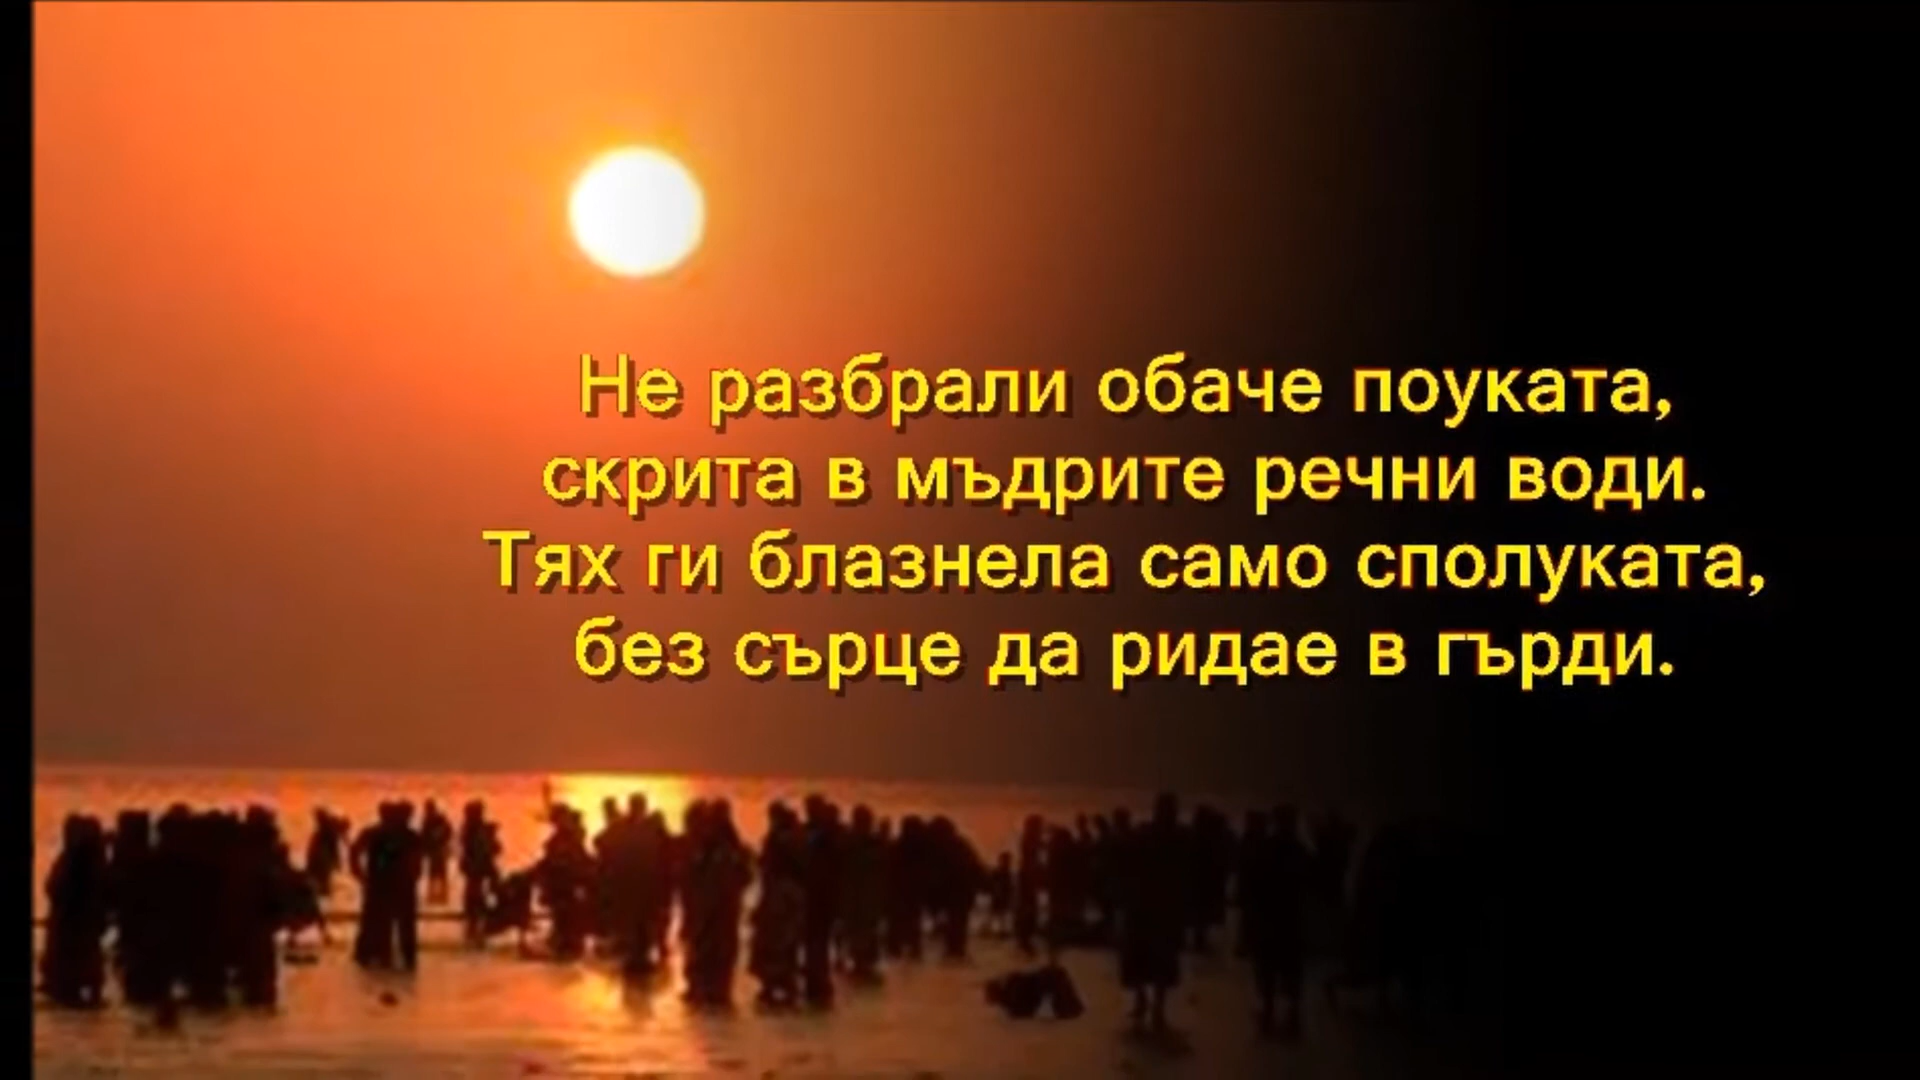 Не разбрали обаче поуката,
скрита в мъдрите речни води.
Тях ги блазнела само сполуката,
без сърце да ридае в гърди.